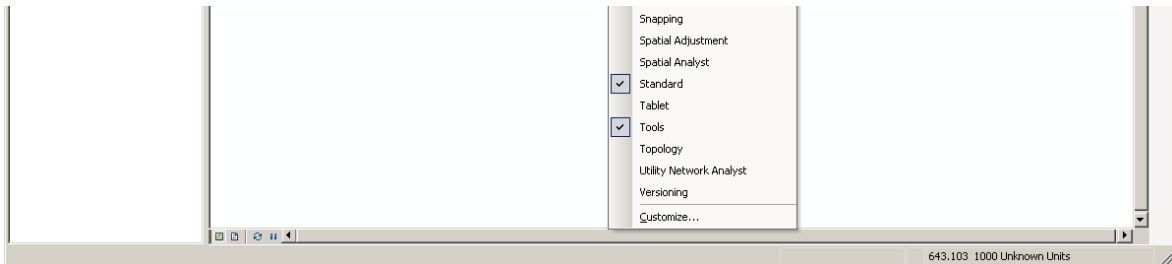 Snapping
Spatial Adjustment
Spatial Analyst
Standard
Tablet
Tools
Topology
Utility Network Analyst
Versioning
Customize...
643.103 1000 Unknown Units